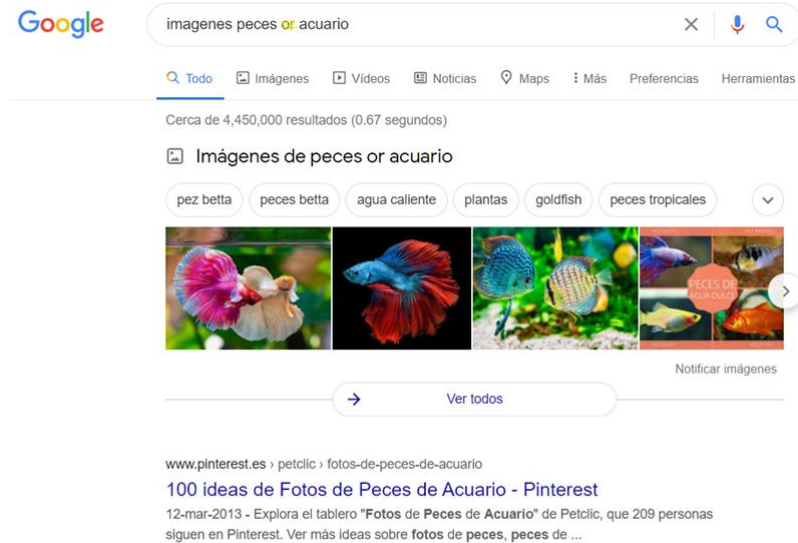 Google
imagenes peces or acuario
Todo Imágenes Vídeos Noticias Maps Más Preferencias Herramientas
Cerca de 4,450,000 resultados (0.67 segundos)
Imágenes de peces or acuario
pez betta peces betta agua caliente plantas goldfish peces tropicales
PECES DE
AGUA DULCE
Notificar imágenes
Ver todos
www.pinterest.es › petclic › fotos-de-peces-de-acuario
100 ideas de Fotos de Peces de Acuario - Pinterest
12-mar-2013 - Explora el tablero "Fotos de Peces de Acuario" de Petclic, que 209 personas
siguen en Pinterest. Ver más ideas sobre fotos de peces, peces de ...